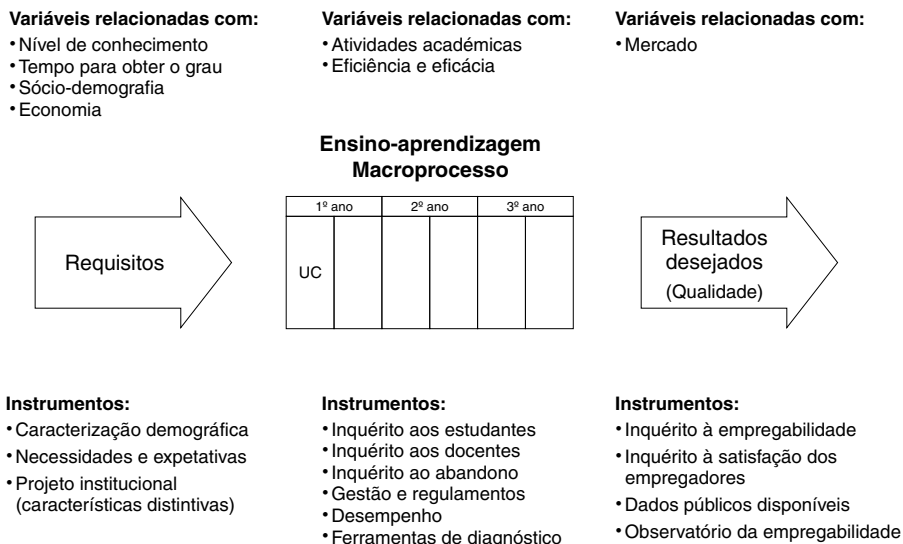 Variáveis relacionadas com:
• Nível de conhecimento
• Tempo para obter o grau
• Sócio-demografia
• Economia
Variáveis relacionadas com:
• Atividades académicas
• Eficiência e eficácia
Variáveis relacionadas com:
• Mercado
Ensino-aprendizagem
Macroprocesso
Requisitos
1º ano
2º ano
3º ano
UC
Resultados
desejados
(Qualidade)
Instrumentos:
• Caracterização demográfica
• Necessidades e expetativas
• Projeto institucional
(características distintivas)
Instrumentos:
• Inquérito aos estudantes
• Inquérito aos docentes
• Inquérito ao abandono
• Gestão e regulamentos
• Desempenho
• Ferramentas de diagnóstico
Instrumentos:
• Inquérito à empregabilidade
• Inquérito à satisfação dos
empregadores
• Dados públicos disponíveis
• Observatório da empregabilidade